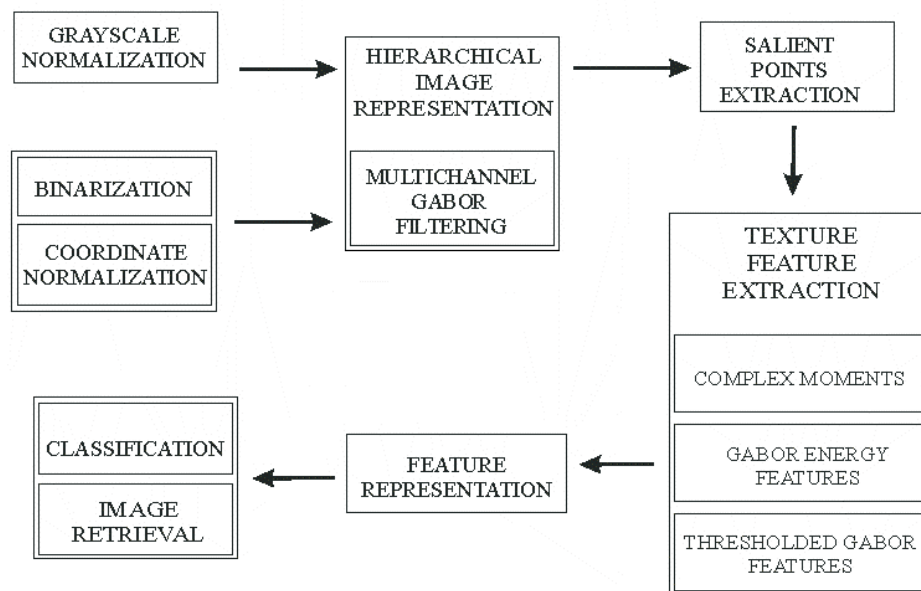 GRAYSCALE
NORMALIZATION
BINARIZATION
COORDINATE
NORMALIZATION
HIERARCHICAL
IMAGE
REPRESENTATION
MULTICHANNEL
GABOR
FILTERING
SALIENT
POINTS
EXTRACTION
TEXTURE
FEATURE
EXTRACTION
COMPLEX MOMENTS
GABOR ENERGY
FEATURES
THRESHOLDED GABOR
FEATURES
FEATURE
REPRESENTATION
CLASSIFICATION
IMAGE
RETRIEVAL